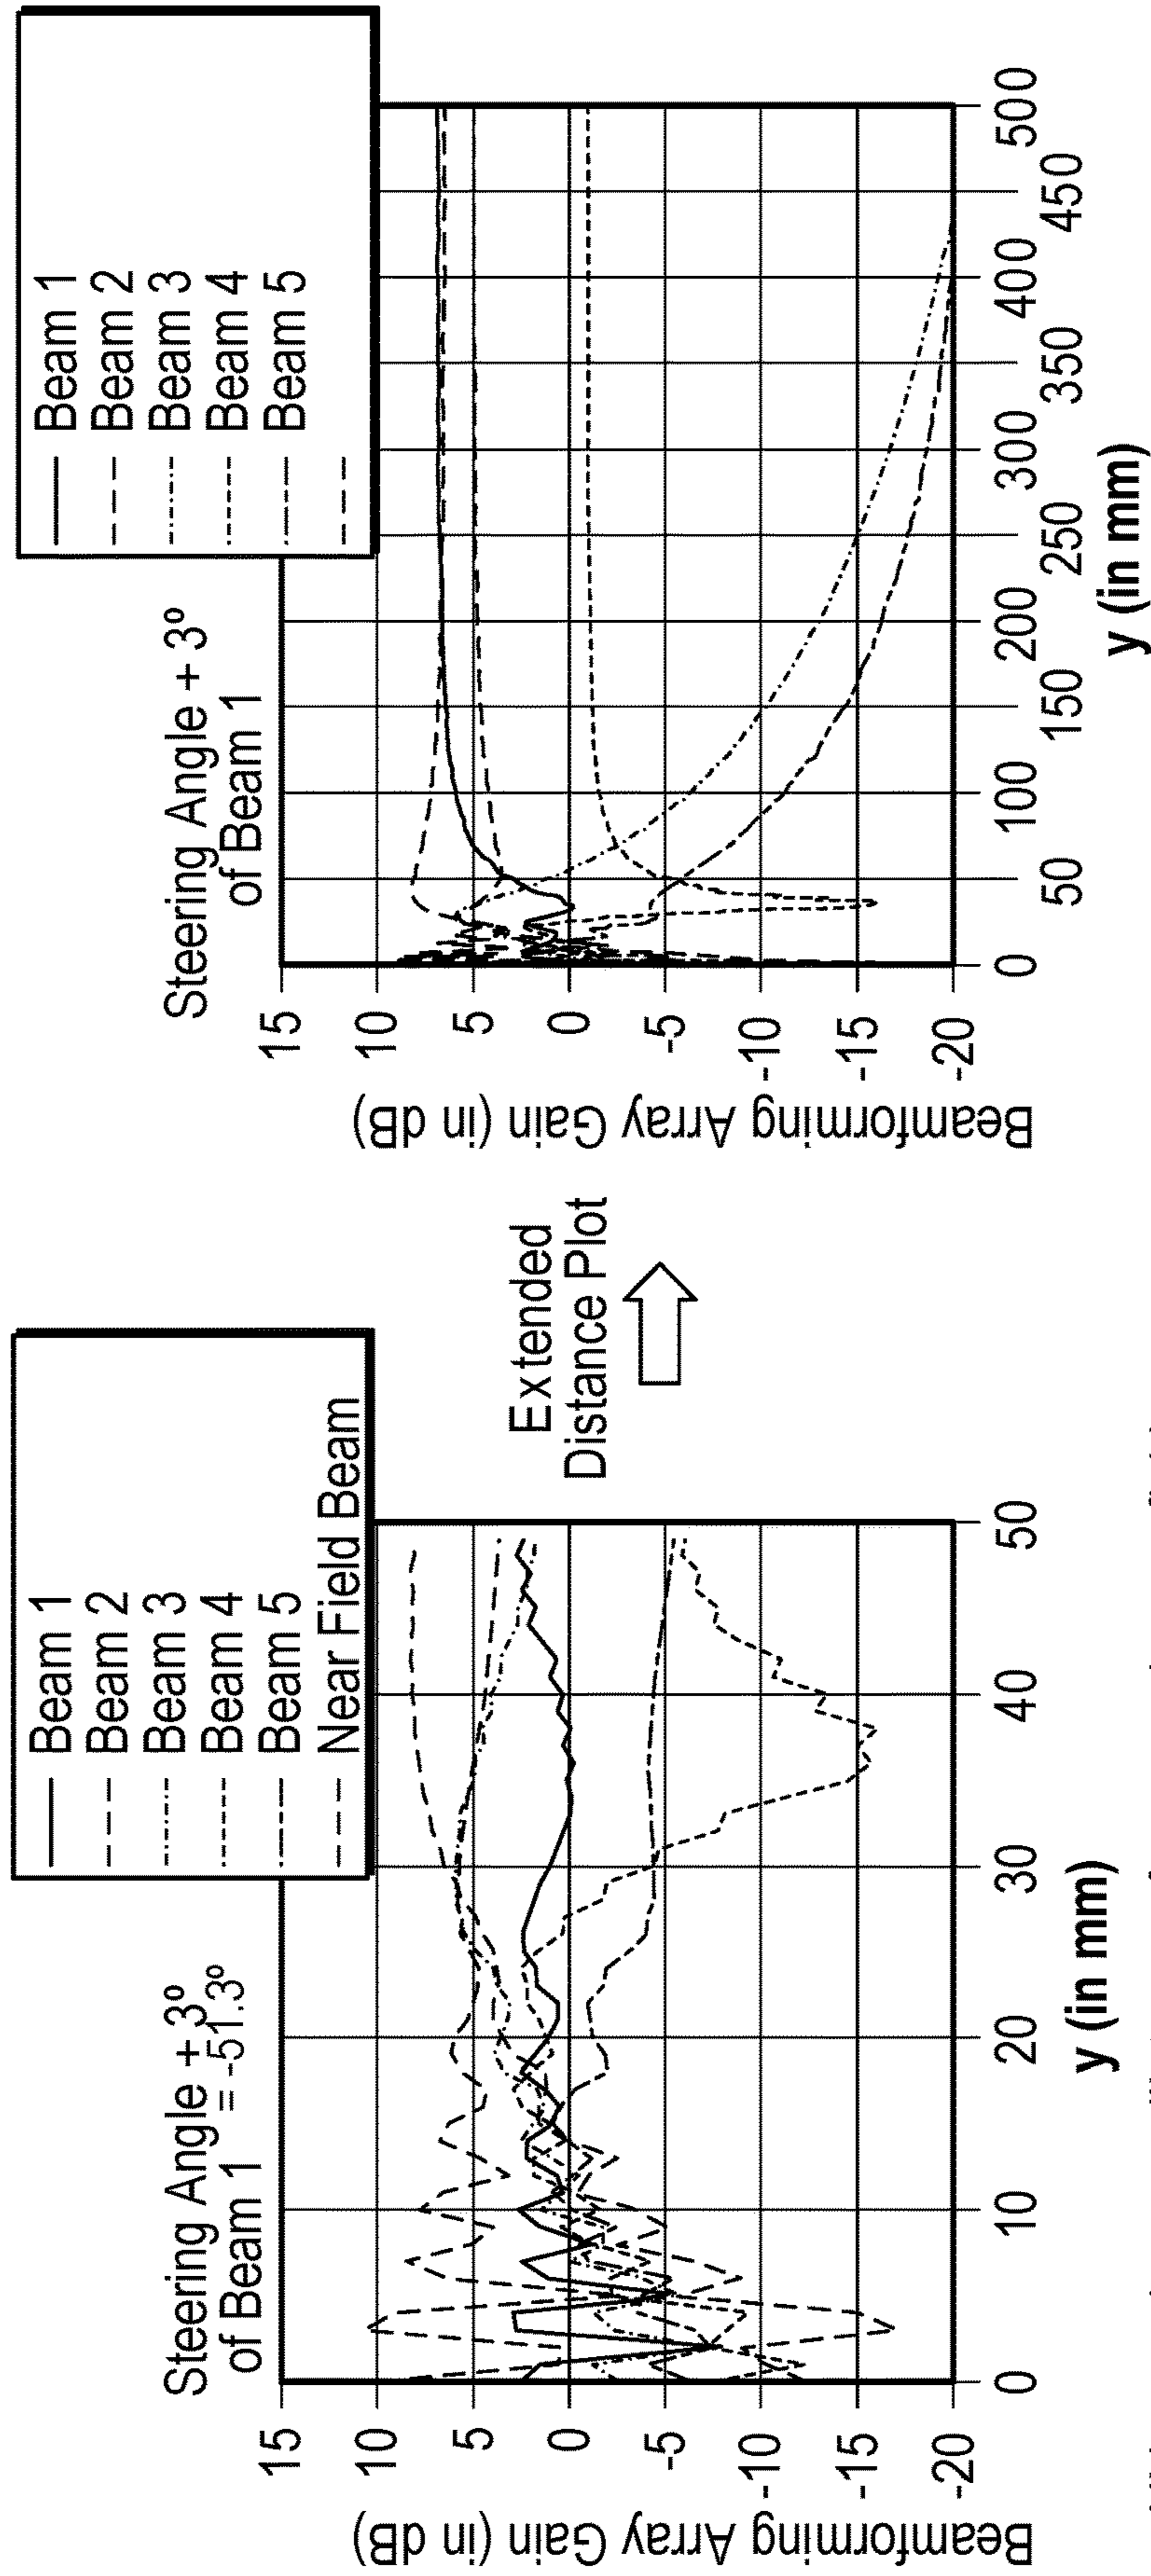 Steering Angle + 3º
of Beam 1 = -51.3º
Beam 1
Beam 2
Beam 3
Beam 4
Beam 5
Near Field Beam
Beamforming Array Gain (in dB)
15
10
5
0
-5
-10
-15
-20
0
10
20
30
40
50
y (in mm)
Extended
Distance Plot
Steering Angle + 3º
of Beam 1
Beam 1
Beam 2
Beam 3
Beam 4
Beam 5
Beamforming Array Gain (in dB)
15
10
5
0
-5
-10
-15
-20
0
50
100
150
200
250
300
350
400
450
500
y (in mm)